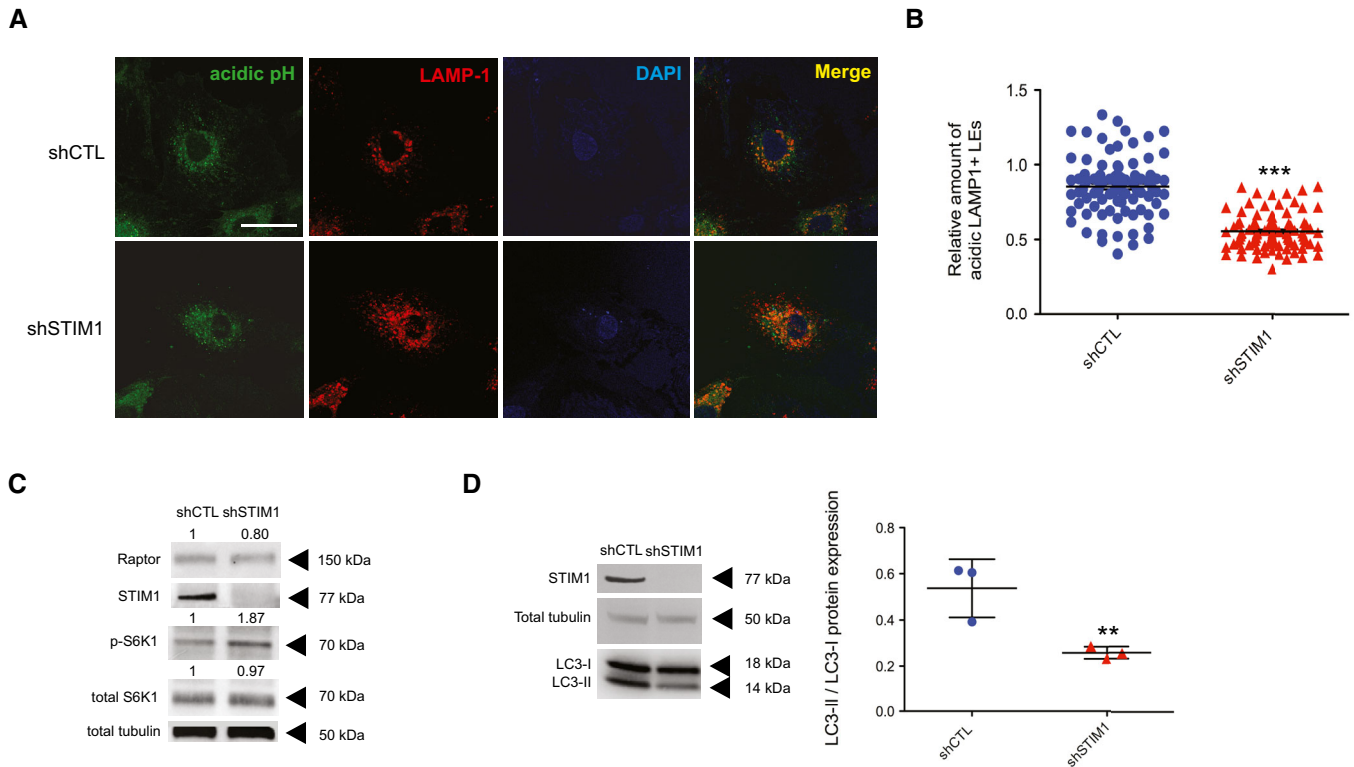 A
acidic pH
LAMP-1
DAPI
Merge
shCTL
shSTIM1
B
Relative amount of
acidic LAMP1+ LEs
1.5
1.0
0.5
0.0
***
shCTL
shSTIM1
C
shCTL shSTIM1
1 0.80
Raptor 150 kDa
STIM1 77 kDa
1 1.87
p-S6K1 70 kDa
1 0.97
total S6K1 70 kDa
total tubulin 50 kDa
D
shCTL shSTIM1
STIM1 77 kDa
Total tubulin 50 kDa
LC3-I 18 kDa
LC3-II 14 kDa
LC3-II / LC3-I protein expression
0.8
0.6
0.4
0.2
0.0
**
shCTL
shSTIM1